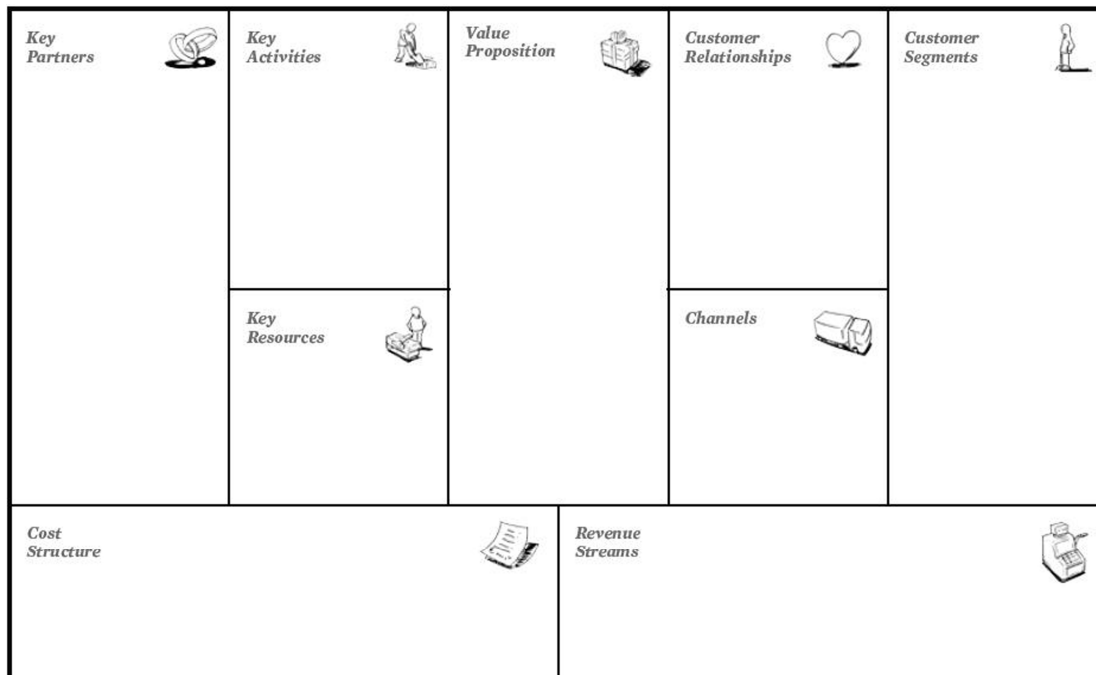 Key
Partners
Key
Activities
Value
Proposition
Customer
Relationships
Customer
Segments
Key
Resources
Channels
Cost
Structure
Revenue
Streams